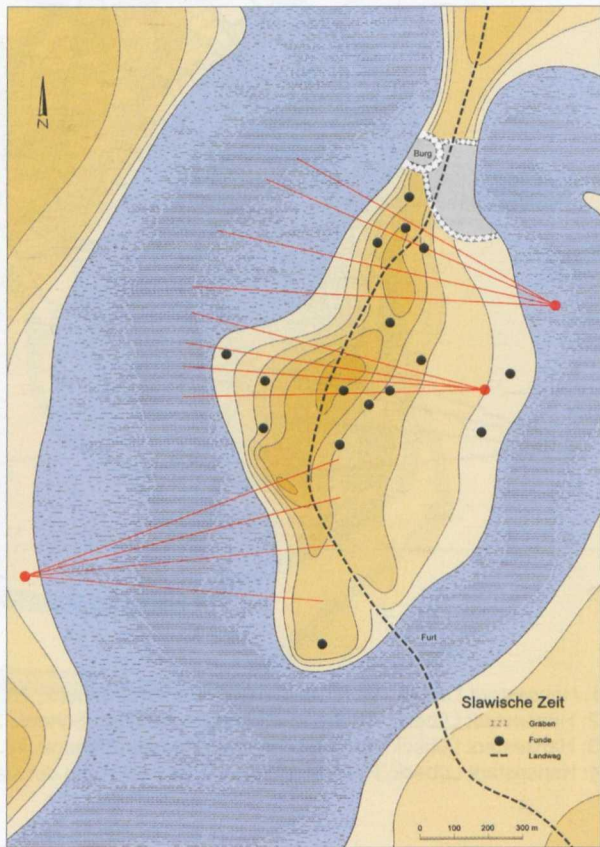 N
Burg
Furt
Slawische Zeit
Gräben
Funde
Landweg
0 100 200 300 m